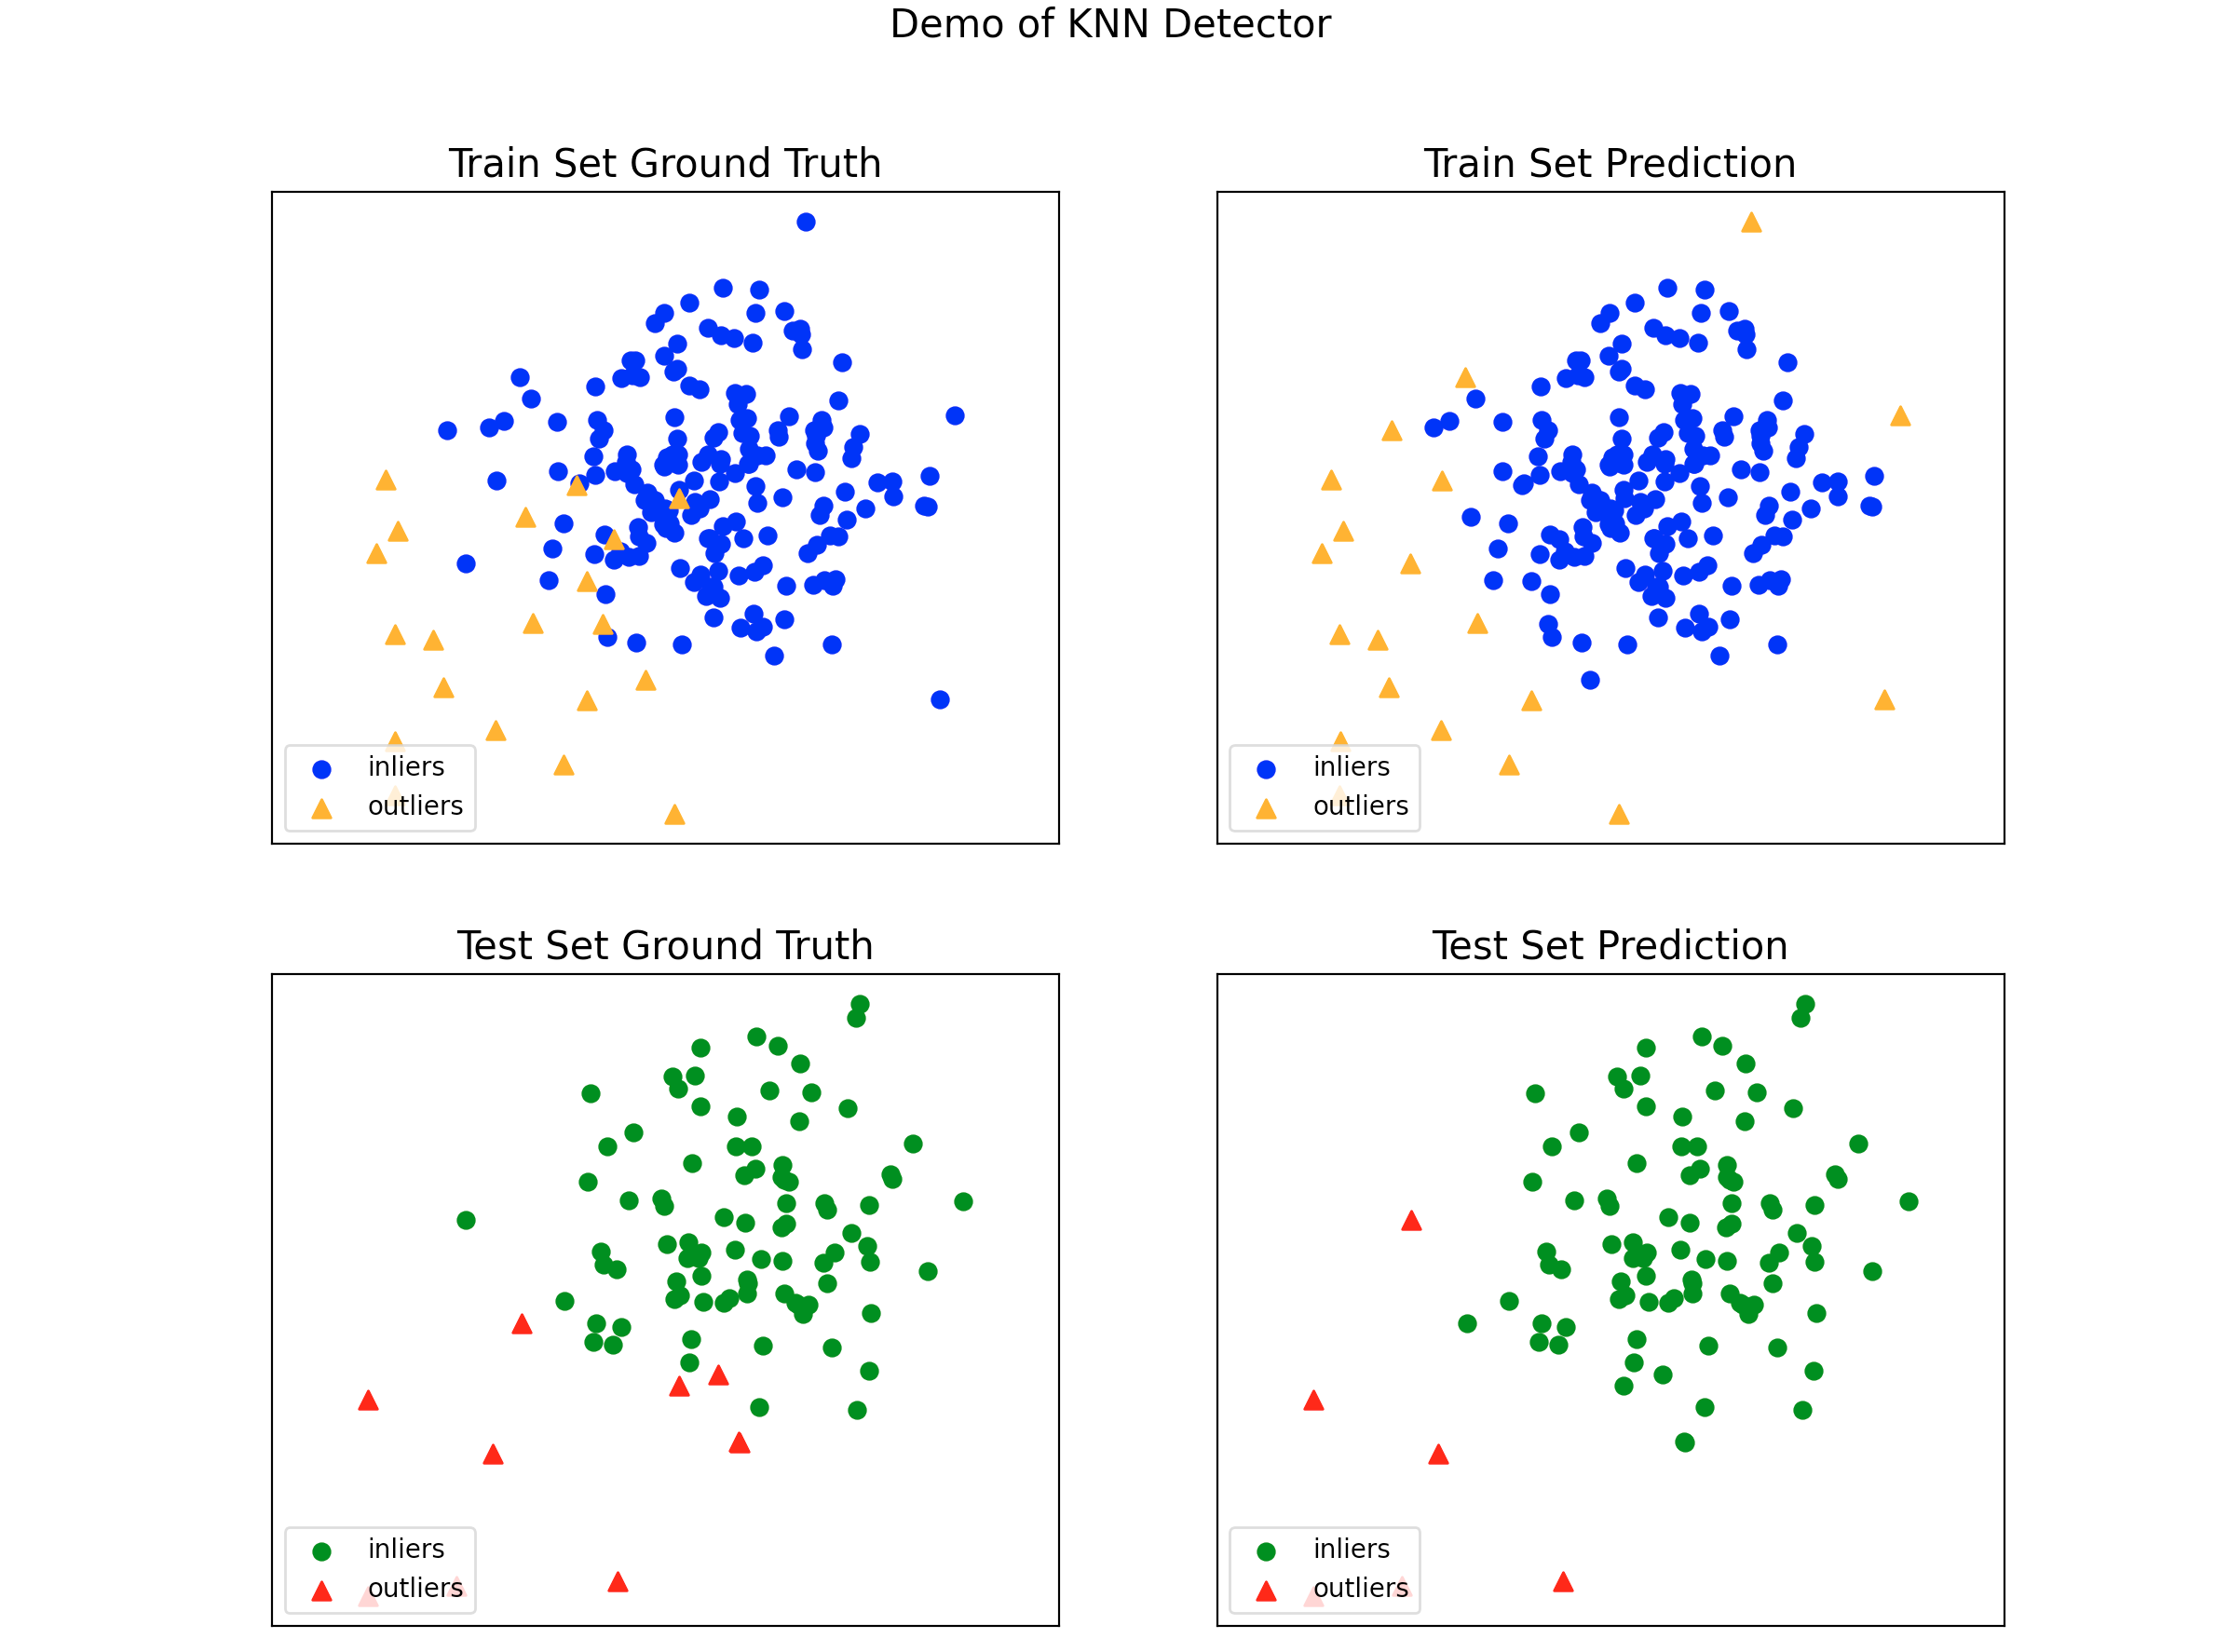 Demo of KNN Detector
Train Set Ground Truth
inliers
outliers
Train Set Prediction
inliers
outliers
Test Set Ground Truth
inliers
outliers
Test Set Prediction
inliers
outliers